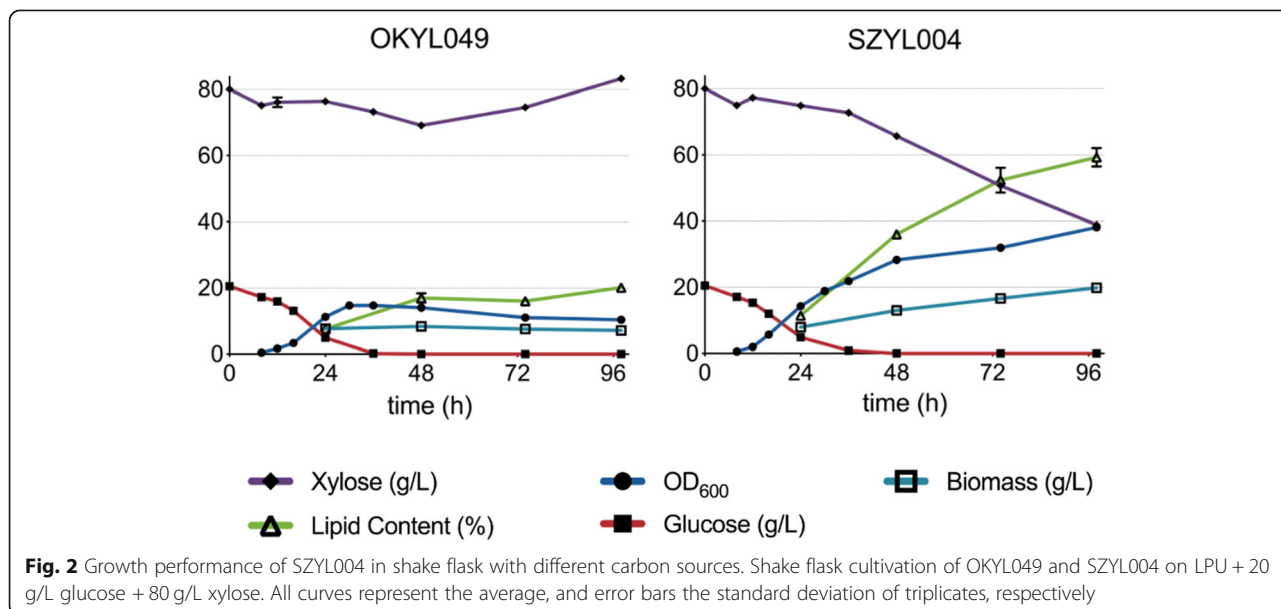 OKYL049
SZYL004
80
60
40
20
0
0 24 48 72 96
time (h)
80
60
40
20
0
0 24 48 72 96
time (h)
Xylose (g/L)
OD600
Biomass (g/L)
Lipid Content (%)
Glucose (g/L)
Fig. 2 Growth performance of SZYL004 in shake flask with different carbon sources. Shake flask cultivation of OKYL049 and SZYL004 on LPU + 20
g/L glucose + 80 g/L xylose. All curves represent the average, and error bars the standard deviation of triplicates, respectively